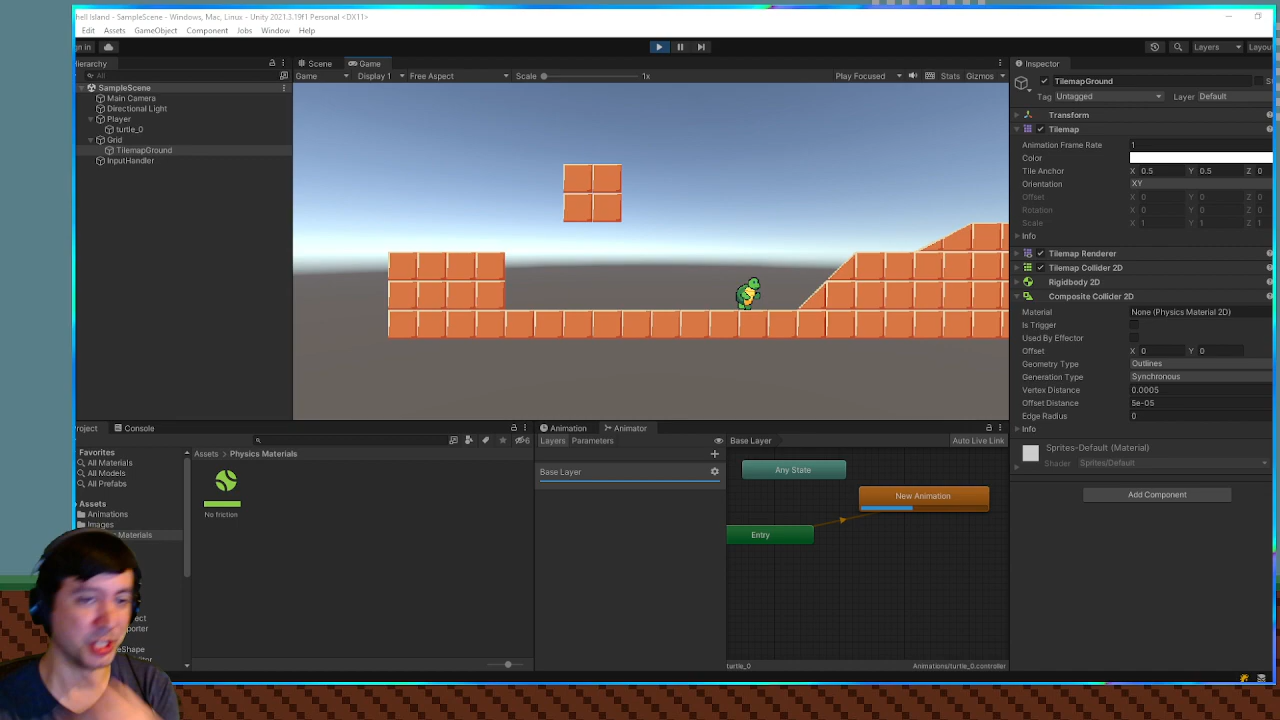 hell Island - SampleScene - Windows, Mac, Linux - Unity 2021.3.19f1 Personal <DX11>
Edit Assets GameObject Component Jobs Window Help
n in Layers Layou
ierarchy Scene Game Inspector
All Game Display 1 Free Aspect Scale 1x Play Focused Stats Gizmos
SampleScene
Main Camera
Directional Light
Player
turtle_0
Grid
TilemapGround
InputHandler
TilemapGround
Tag Untagged Layer Default
Transform
Tilemap
Animation Frame Rate 1
Color
Tile Anchor X 0.5 Y 0.5 Z 0
Orientation XY
Offset X 0 Y 0 Z 0
Rotation X 0 Y 0 Z 0
Scale X 1 Y 1 Z 1
Info
Tilemap Renderer
Tilemap Collider 2D
Rigidbody 2D
Composite Collider 2D
Material None (Physics Material 2D)
Is Trigger
Used By Effector
Offset X 0 Y 0
Geometry Type Outlines
Generation Type Synchronous
Vertex Distance 0.0005
Offset Distance 5e-05
Edge Radius 0
Info
Sprites-Default (Material)
Shader Sprites/Default
Add Component
roject Console
6
Favorites
All Materials
All Models
All Prefabs
Assets
Animations
Images
Materials
ect
porter
eShape
Assets Physics Materials
No friction
Animation Animator
Layers Parameters Base Layer Auto Live Link
Base Layer
Any State
New Animation
Entry
turtle_0 Animations/turtle_0.controller